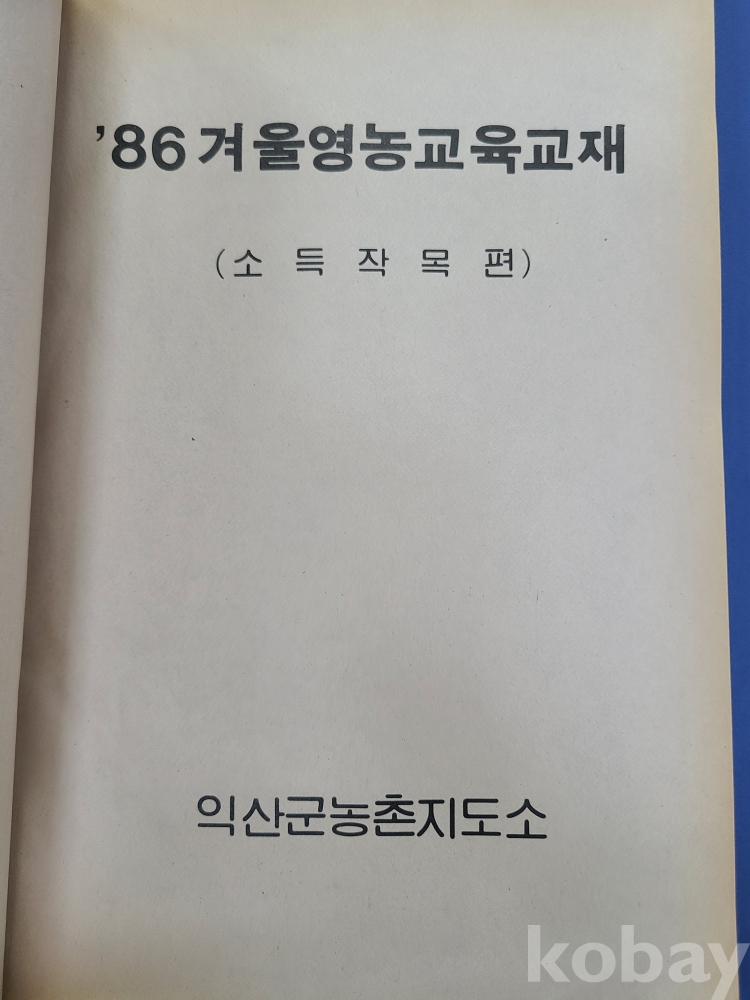 '86 겨울영농교육교재
(소 득 작 목 편)
익산군농촌지도소
kobay